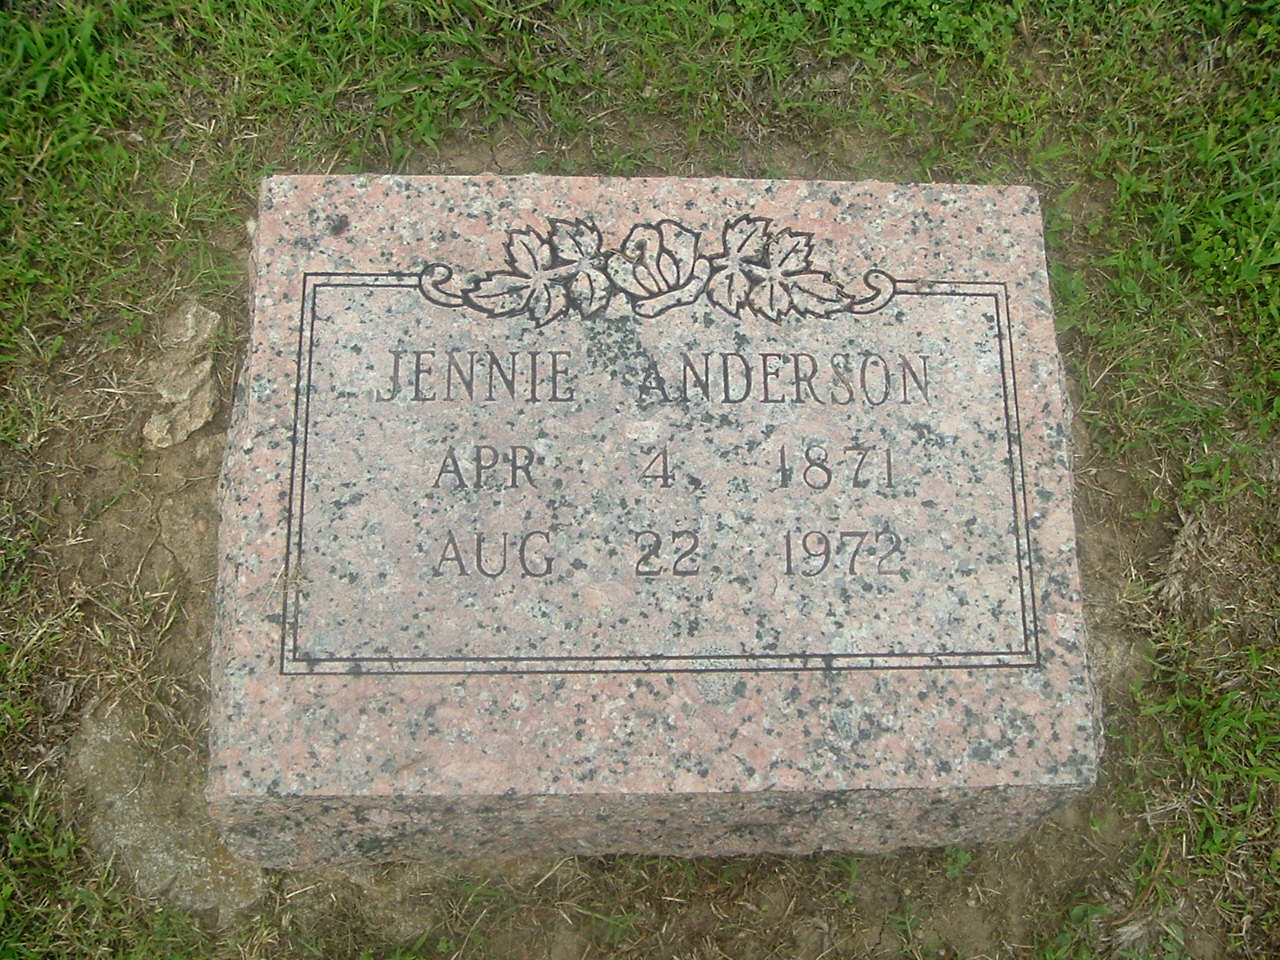 JENNIE ANDERSON
APR 4, 1871
AUG 22, 1972